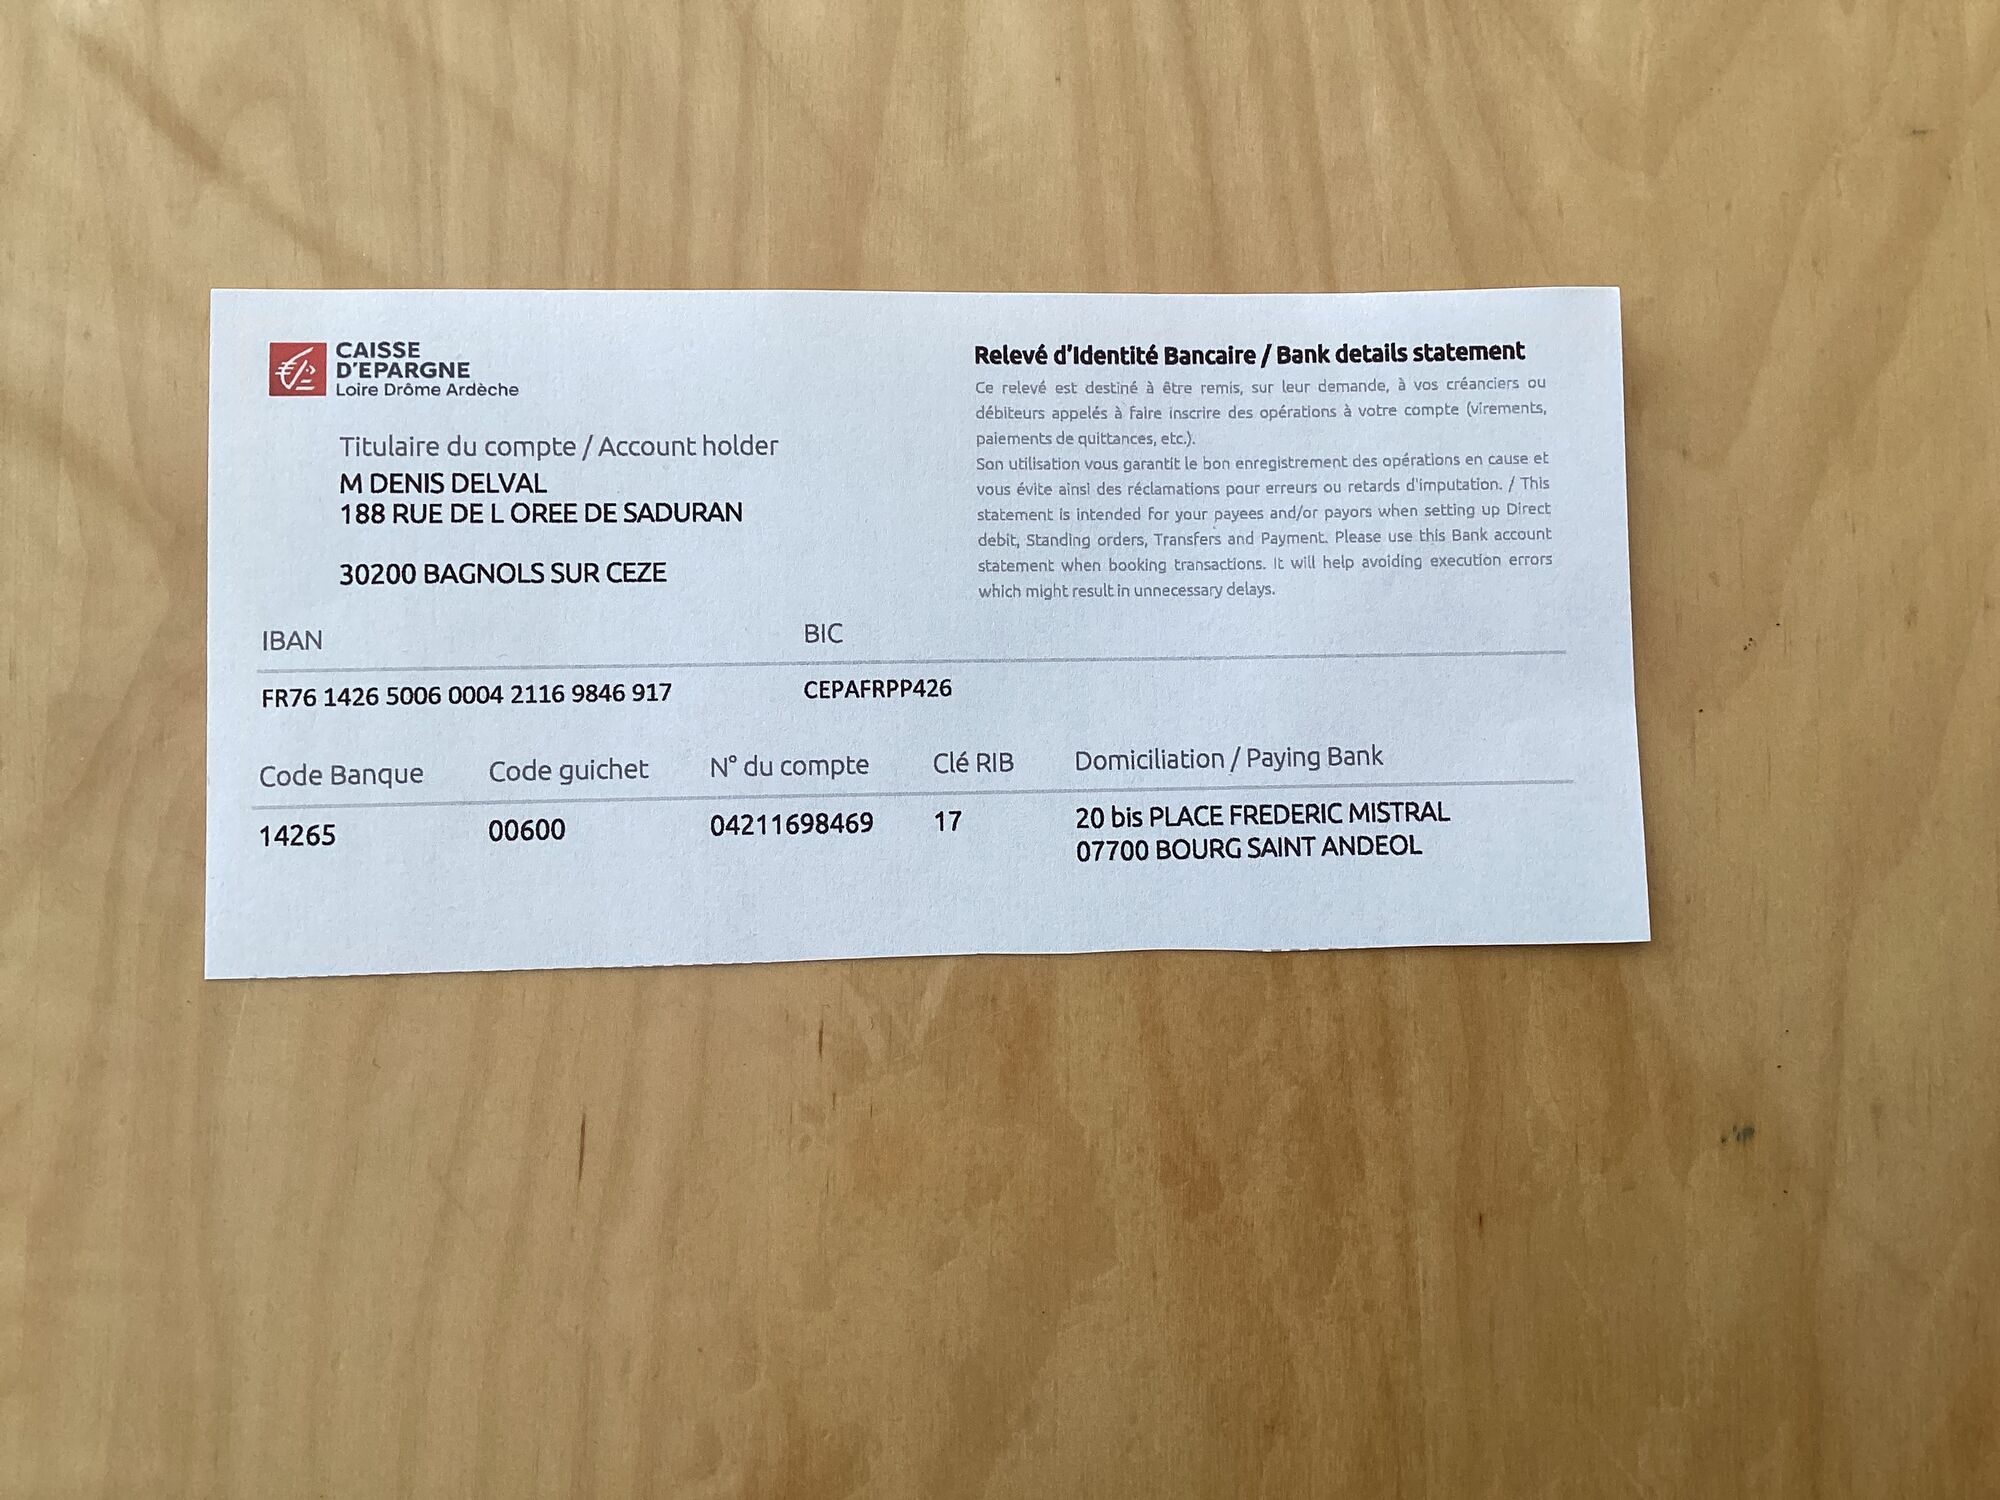 CAISSE
D'EPARGNE
Loire Drôme Ardèche
Titulaire du compte / Account holder
M DENIS DELVAL
188 RUE DE L OREE DE SADURAN
30200 BAGNOLS SUR CEZE
Relevé d'Identité Bancaire / Bank details statement
Ce relevé est destiné à être remis, sur leur demande, à vos créanciers ou
débiteurs appelés à faire inscrire des opérations à votre compte (virements,
paiements de quittances, etc.).
Son utilisation vous garantit le bon enregistrement des opérations en cause et
vous évite ainsi des réclamations pour erreurs ou retards d'imputation. / This
statement is intended for your payees and/or payors when setting up Direct
debit, Standing orders, Transfers and Payment. Please use this Bank account
statement when booking transactions. It will help avoiding execution errors
which might result in unnecessary delays.
IBAN BIC
FR76 1426 5006 0004 2116 9846 917 CEPAFRPP426
Code Banque Code guichet N° du compte Clé RIB Domiciliation / Paying Bank
14265 00600 04211698469 17 20 bis PLACE FREDERIC MISTRAL
07700 BOURG SAINT ANDEOL